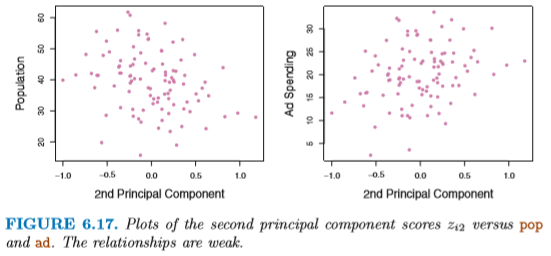 60
50
40
30
20
Population
-1.0 -0.5 0.0 0.5 1.0
2nd Principal Component
30
25
20
15
10
5
Ad Spending
-1.0 -0.5 0.0 0.5 1.0
2nd Principal Component
FIGURE 6.17. Plots of the second principal component scores zi2 versus pop
and ad. The relationships are weak.